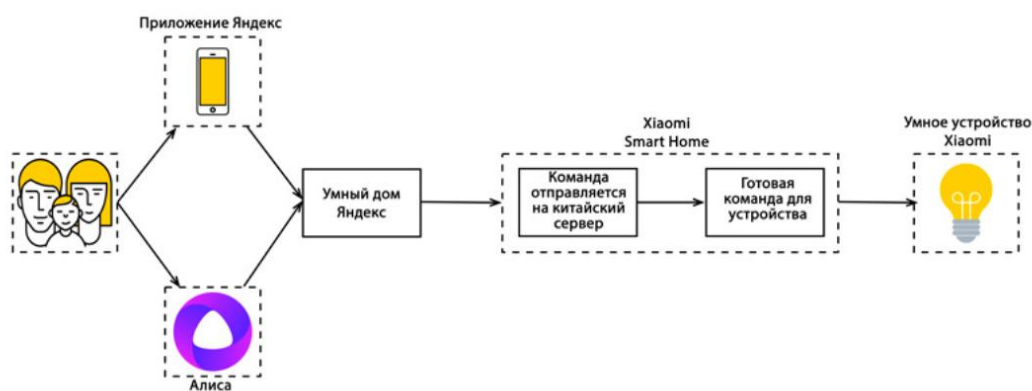 Приложение Яндекс
Умный дом
Яндекс
Xiaomi
Smart Home
Команда
отправляется
на китайский
сервер
Готовая
команда для
устройства
Умное устройство
Xiaomi
Алиса